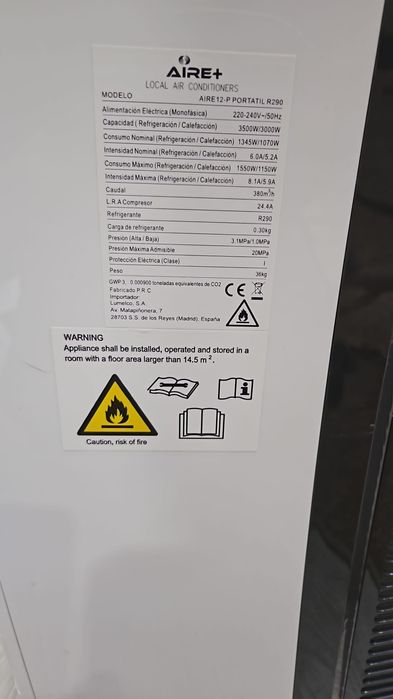 AIRE+
LOCAL AIR CONDITIONERS
MODELO AIRE12-P PORTATIL R290
Alimentación Eléctrica (Monofásica) 220-240V~/50Hz
Capacidad ( Refrigeración / Calefacción) 3500W/3000W
Consumo Nominal (Refrigeración / Calefacción) 1345W/1070W
Intensidad Nominal (Refrigeración / Calefacción) 6.0A/5.2A
Consumo Máximo (Refrigeración / Calefacción) 1550W/1150W
Intensidad Máxima (Refrigeración / Calefacción) 8.1A/5.9A
Caudal 380m³/h
L.R.A Compresor 24.4A
Refrigerante R290
Carga de refrigerante 0.30kg
Presión (Alta / Baja) 3.1MPa/1.0MPa
Presión Máxima Admisible 20MPa
Protección Eléctrica (Clase) I
Peso 36kg
GWP 3; : 0.000900 toneladas equivalentes de CO2
Fabricado P.R.C
Importador:
Lumelco, S.A.
Av. Matapiñonera, 7
28703 S.S. de los Reyes (Madrid). España
CE
WARNING
Appliance shall be installed, operated and stored in a
room with a floor area larger than 14.5 m².
Caution, risk of fire